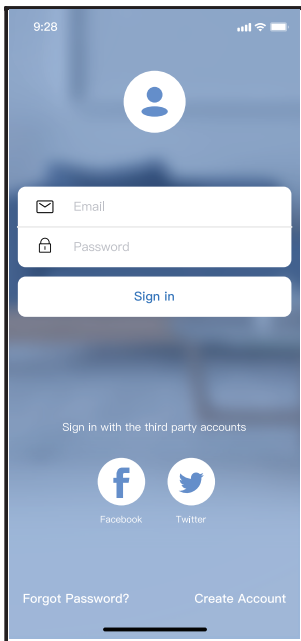 9:28
Email
Password
Sign in
Sign in with the third party accounts
Facebook Twitter
Forgot Password? Create Account